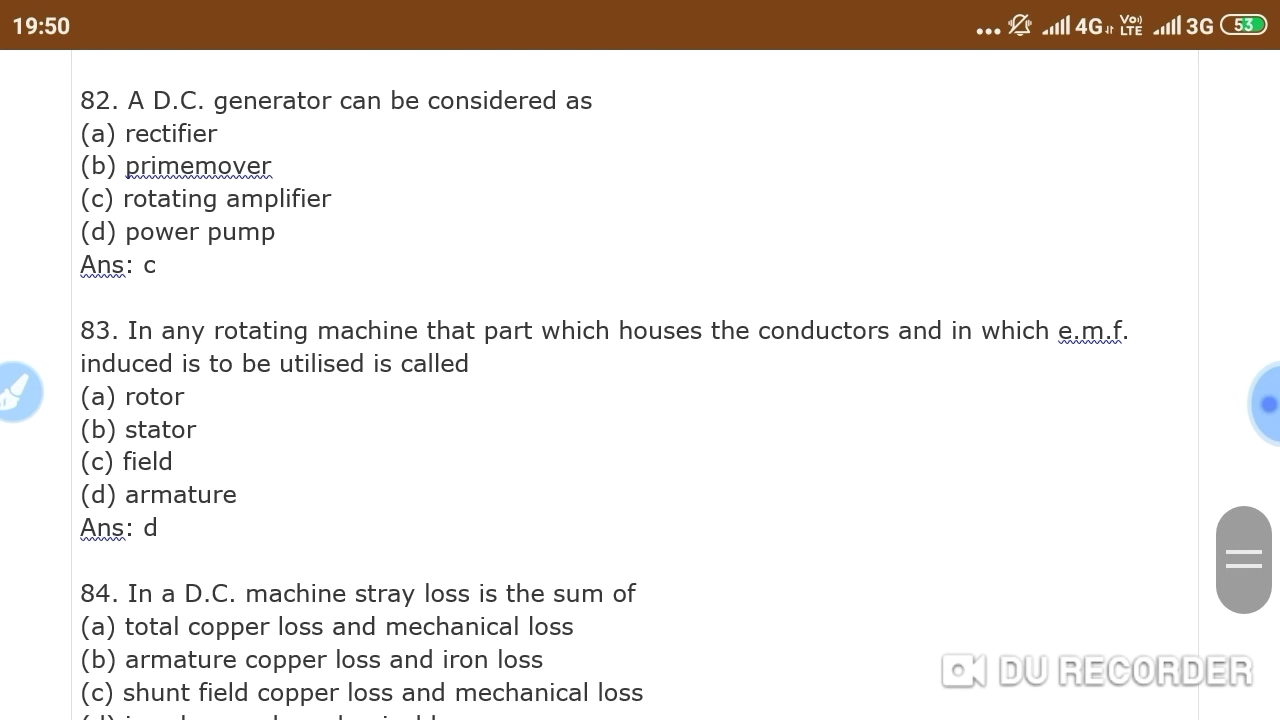 19:50
4G Vo) LTE 3G 53
82. A D.C. generator can be considered as
(a) rectifier
(b) primemover
(c) rotating amplifier
(d) power pump
Ans: c
83. In any rotating machine that part which houses the conductors and in which e.m.f.
induced is to be utilised is called
(a) rotor
(b) stator
(c) field
(d) armature
Ans: d
84. In a D.C. machine stray loss is the sum of
(a) total copper loss and mechanical loss
(b) armature copper loss and iron loss
(c) shunt field copper loss and mechanical loss
DU RECORDER